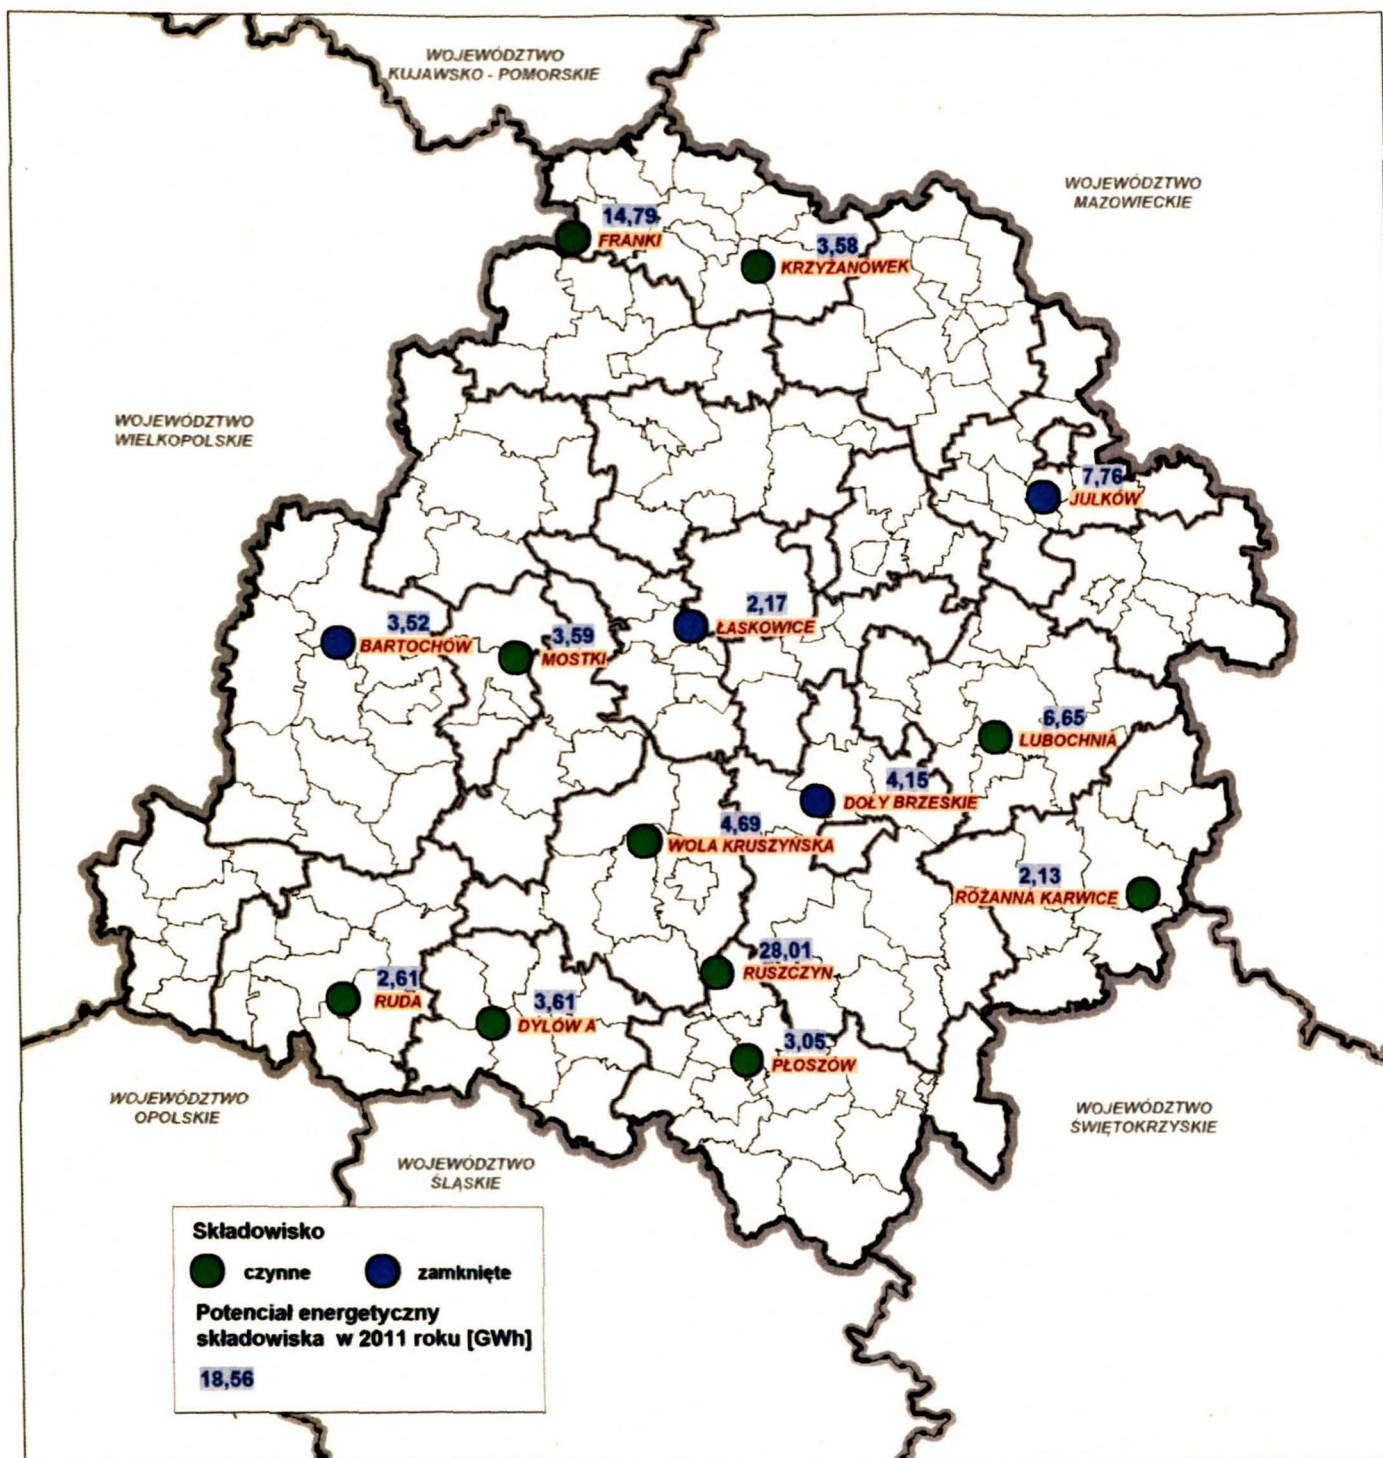 WOJEWÓDZTWO
KUJAWSKO - POMORSKIE
WOJEWÓDZTWO
MAZOWIECKIE
14,79
FRANKI
3,58
KRZYŻANÓWEK
WOJEWÓDZTWO
WIELKOPOLSKIE
7,76
JULKÓW
2,17
ŁASKOWICE
3,52
BARTOCHÓW
3,59
MOSTKI
6,65
LUBOCHNIA
4,15
DOŁY BRZESKIE
4,69
WOLA KRUSZYŃSKA
2,13
RÓŻANNA KARWICE
28,01
RUSZCZYN
2,61
RUDA
3,61
DYLÓW A
3,05
PŁOSZÓW
WOJEWÓDZTWO
OPOLSKIE
WOJEWÓDZTWO
ŚWIĘTOKRZYSKIE
WOJEWÓDZTWO
ŚLĄSKIE
Składowisko
czynne zamknięte
Potencjał energetyczny
składowiska w 2011 roku [GWh]
18,56